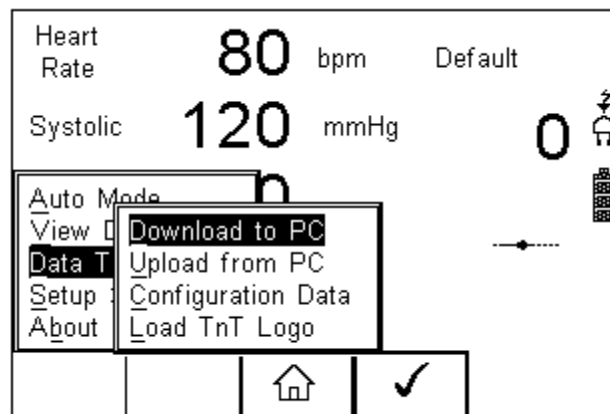 Heart
Rate
80 bpm
Default
Systolic
120 mmHg
0
Auto Mode
View D
Data T
Setup
About
Download to PC
Upload from PC
Configuration Data
Load TnT Logo